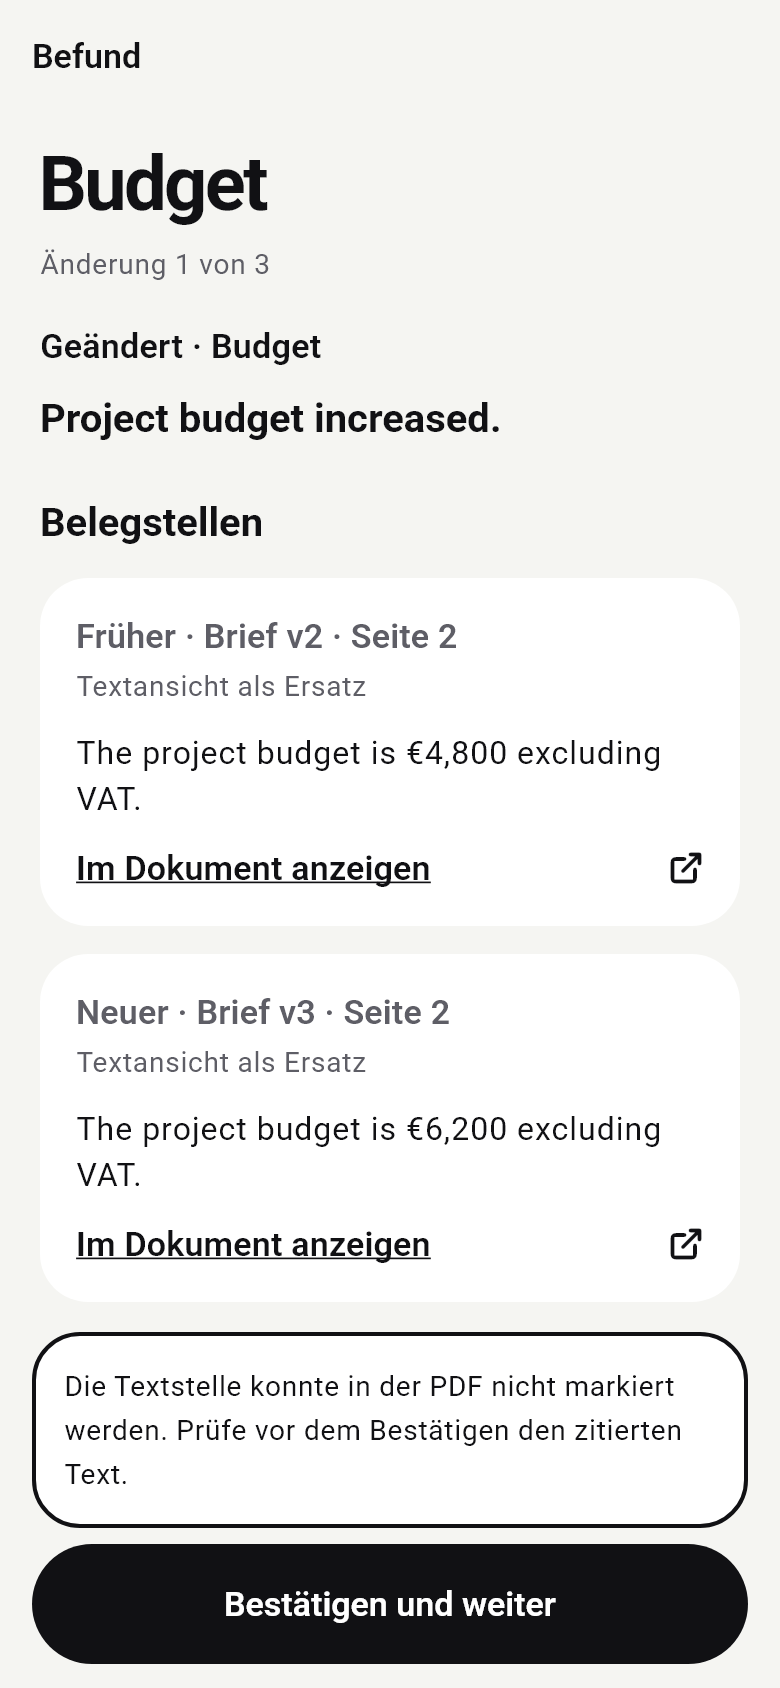 Befund
Budget
Änderung 1 von 3
Geändert · Budget
Project budget increased.
Belegstellen
Früher · Brief v2 · Seite 2
Textansicht als Ersatz
The project budget is €4,800 excluding
VAT.
Im Dokument anzeigen
Neuer · Brief v3 · Seite 2
Textansicht als Ersatz
The project budget is €6,200 excluding
VAT.
Im Dokument anzeigen
Die Textstelle konnte in der PDF nicht markiert
werden. Prüfe vor dem Bestätigen den zitierten
Text.
Bestätigen und weiter